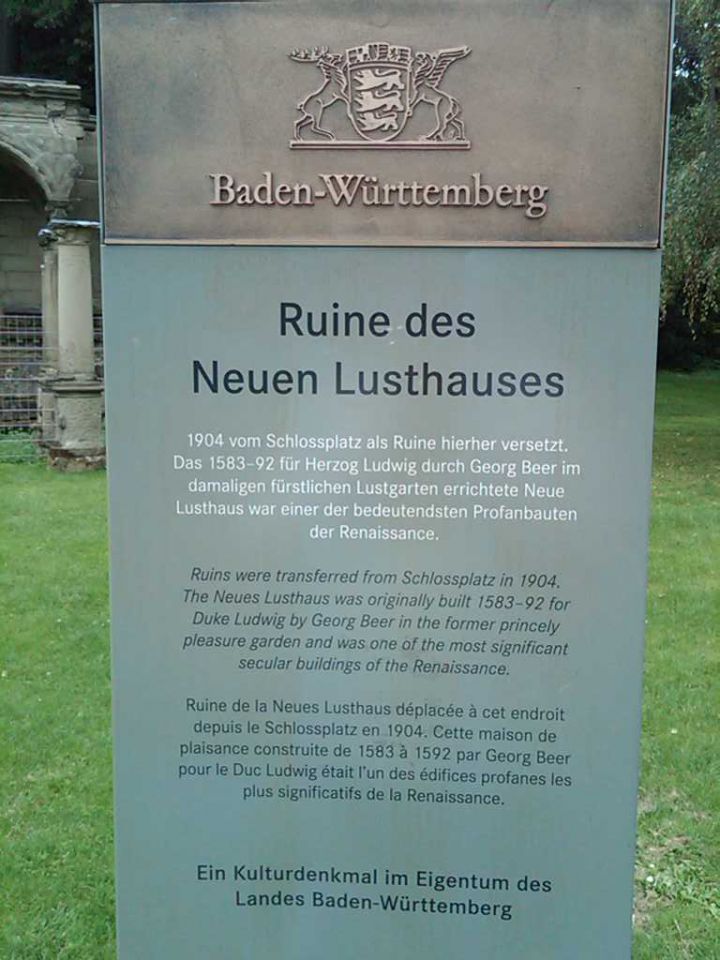 Baden-Württemberg
Ruine des
Neuen Lusthauses
1904 vom Schlossplatz als Ruine hierher versetzt.
Das 1583-92 für Herzog Ludwig durch Georg Beer im
damaligen fürstlichen Lustgarten errichtete Neue
Lusthaus war einer der bedeutendsten Profanbauten
der Renaissance.
Ruins were transferred from Schlossplatz in 1904.
The Neues Lusthaus was originally built 1583-92 for
Duke Ludwig by Georg Beer in the former princely
pleasure garden and was one of the most significant
secular buildings of the Renaissance.
Ruine de la Neues Lusthaus déplacée à cet endroit
depuis le Schlossplatz en 1904. Cette maison de
plaisance construite de 1583 à 1592 par Georg Beer
pour le Duc Ludwig était l'un des édifices profanes les
plus significatifs de la Renaissance.
Ein Kulturdenkmal im Eigentum des
Landes Baden-Württemberg